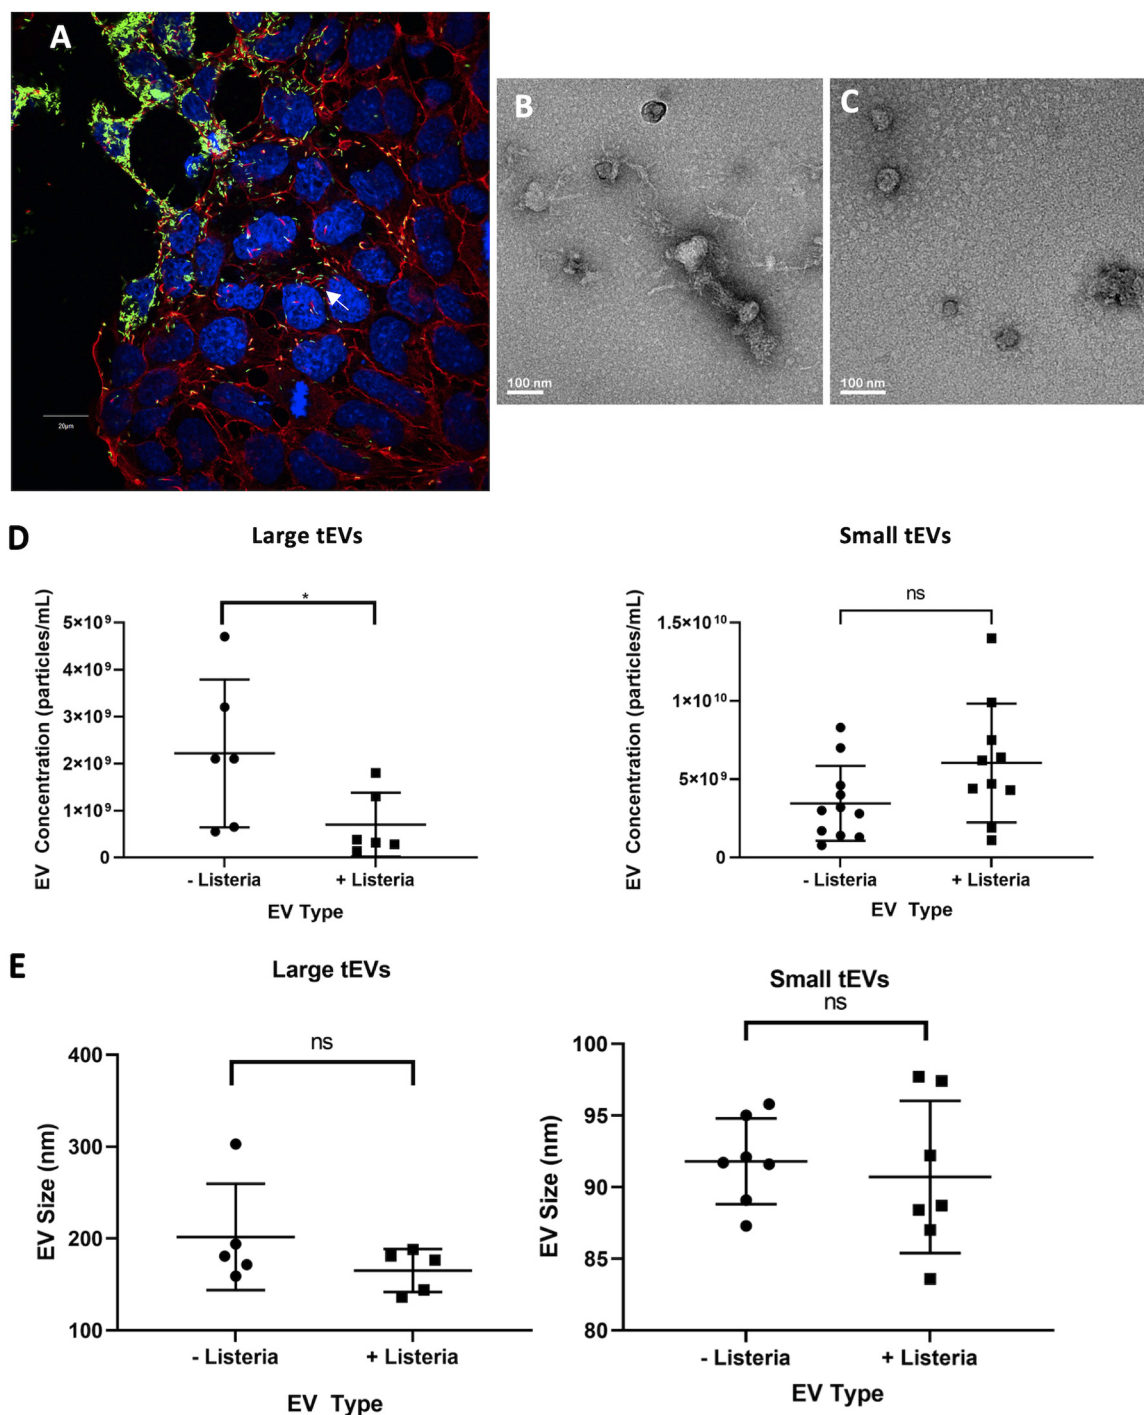 A
B
C
20µm
100 nm
100 nm
D
Large tEVs
Small tEVs
EV Concentration (particles/mL)
*
5×10⁹
4×10⁹
3×10⁹
2×10⁹
1×10⁹
0
- Listeria
+ Listeria
EV Type
EV Concentration (particles/mL)
ns
1.5×10¹⁰
1×10¹⁰
5×10⁹
0
- Listeria
+ Listeria
EV Type
E
Large tEVs
Small tEVs
EV Size (nm)
ns
400
300
200
100
- Listeria
+ Listeria
EV Type
EV Size (nm)
ns
100
95
90
85
80
- Listeria
+ Listeria
EV Type